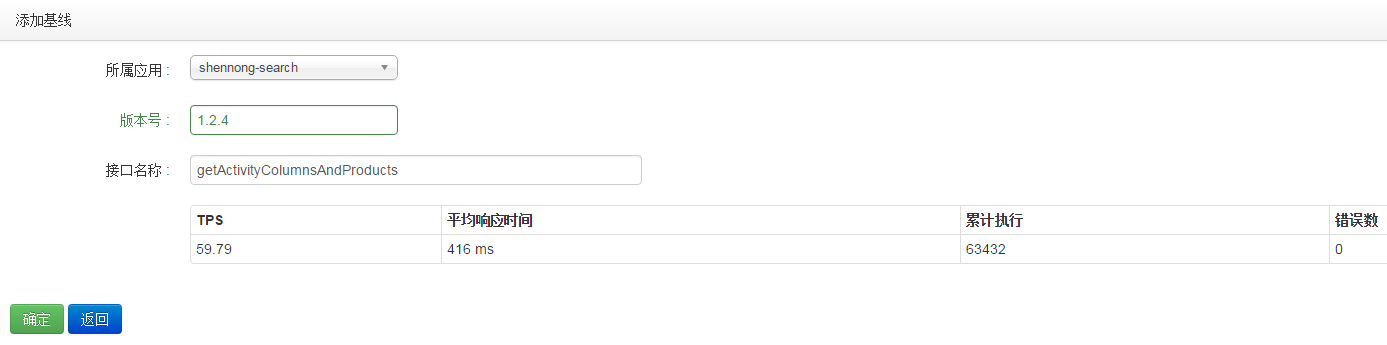 添加基线
所属应用 : shennong-search
版本号 : 1.2.4
接口名称 : getActivityColumnsAndProducts
TPS 平均响应时间 累计执行 错误数
59.79 416 ms 63432 0
确定 返回